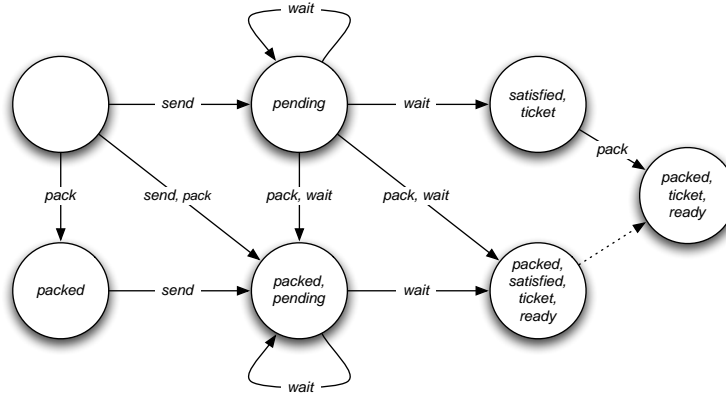 wait
send
pending
wait
satisfied,
ticket
pack
packed,
ticket,
ready
pack
send, pack
pack, wait
pack, wait
packed
send
packed,
pending
wait
packed,
satisfied,
ticket,
ready
wait